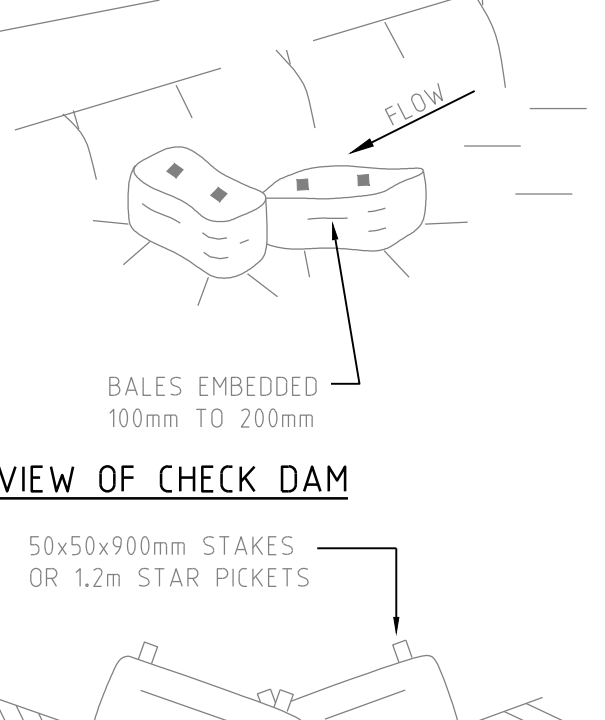 FLOW
BALES EMBEDDED
100mm TO 200mm
VIEW OF CHECK DAM
50x50x900mm STAKES
OR 1.2m STAR PICKETS